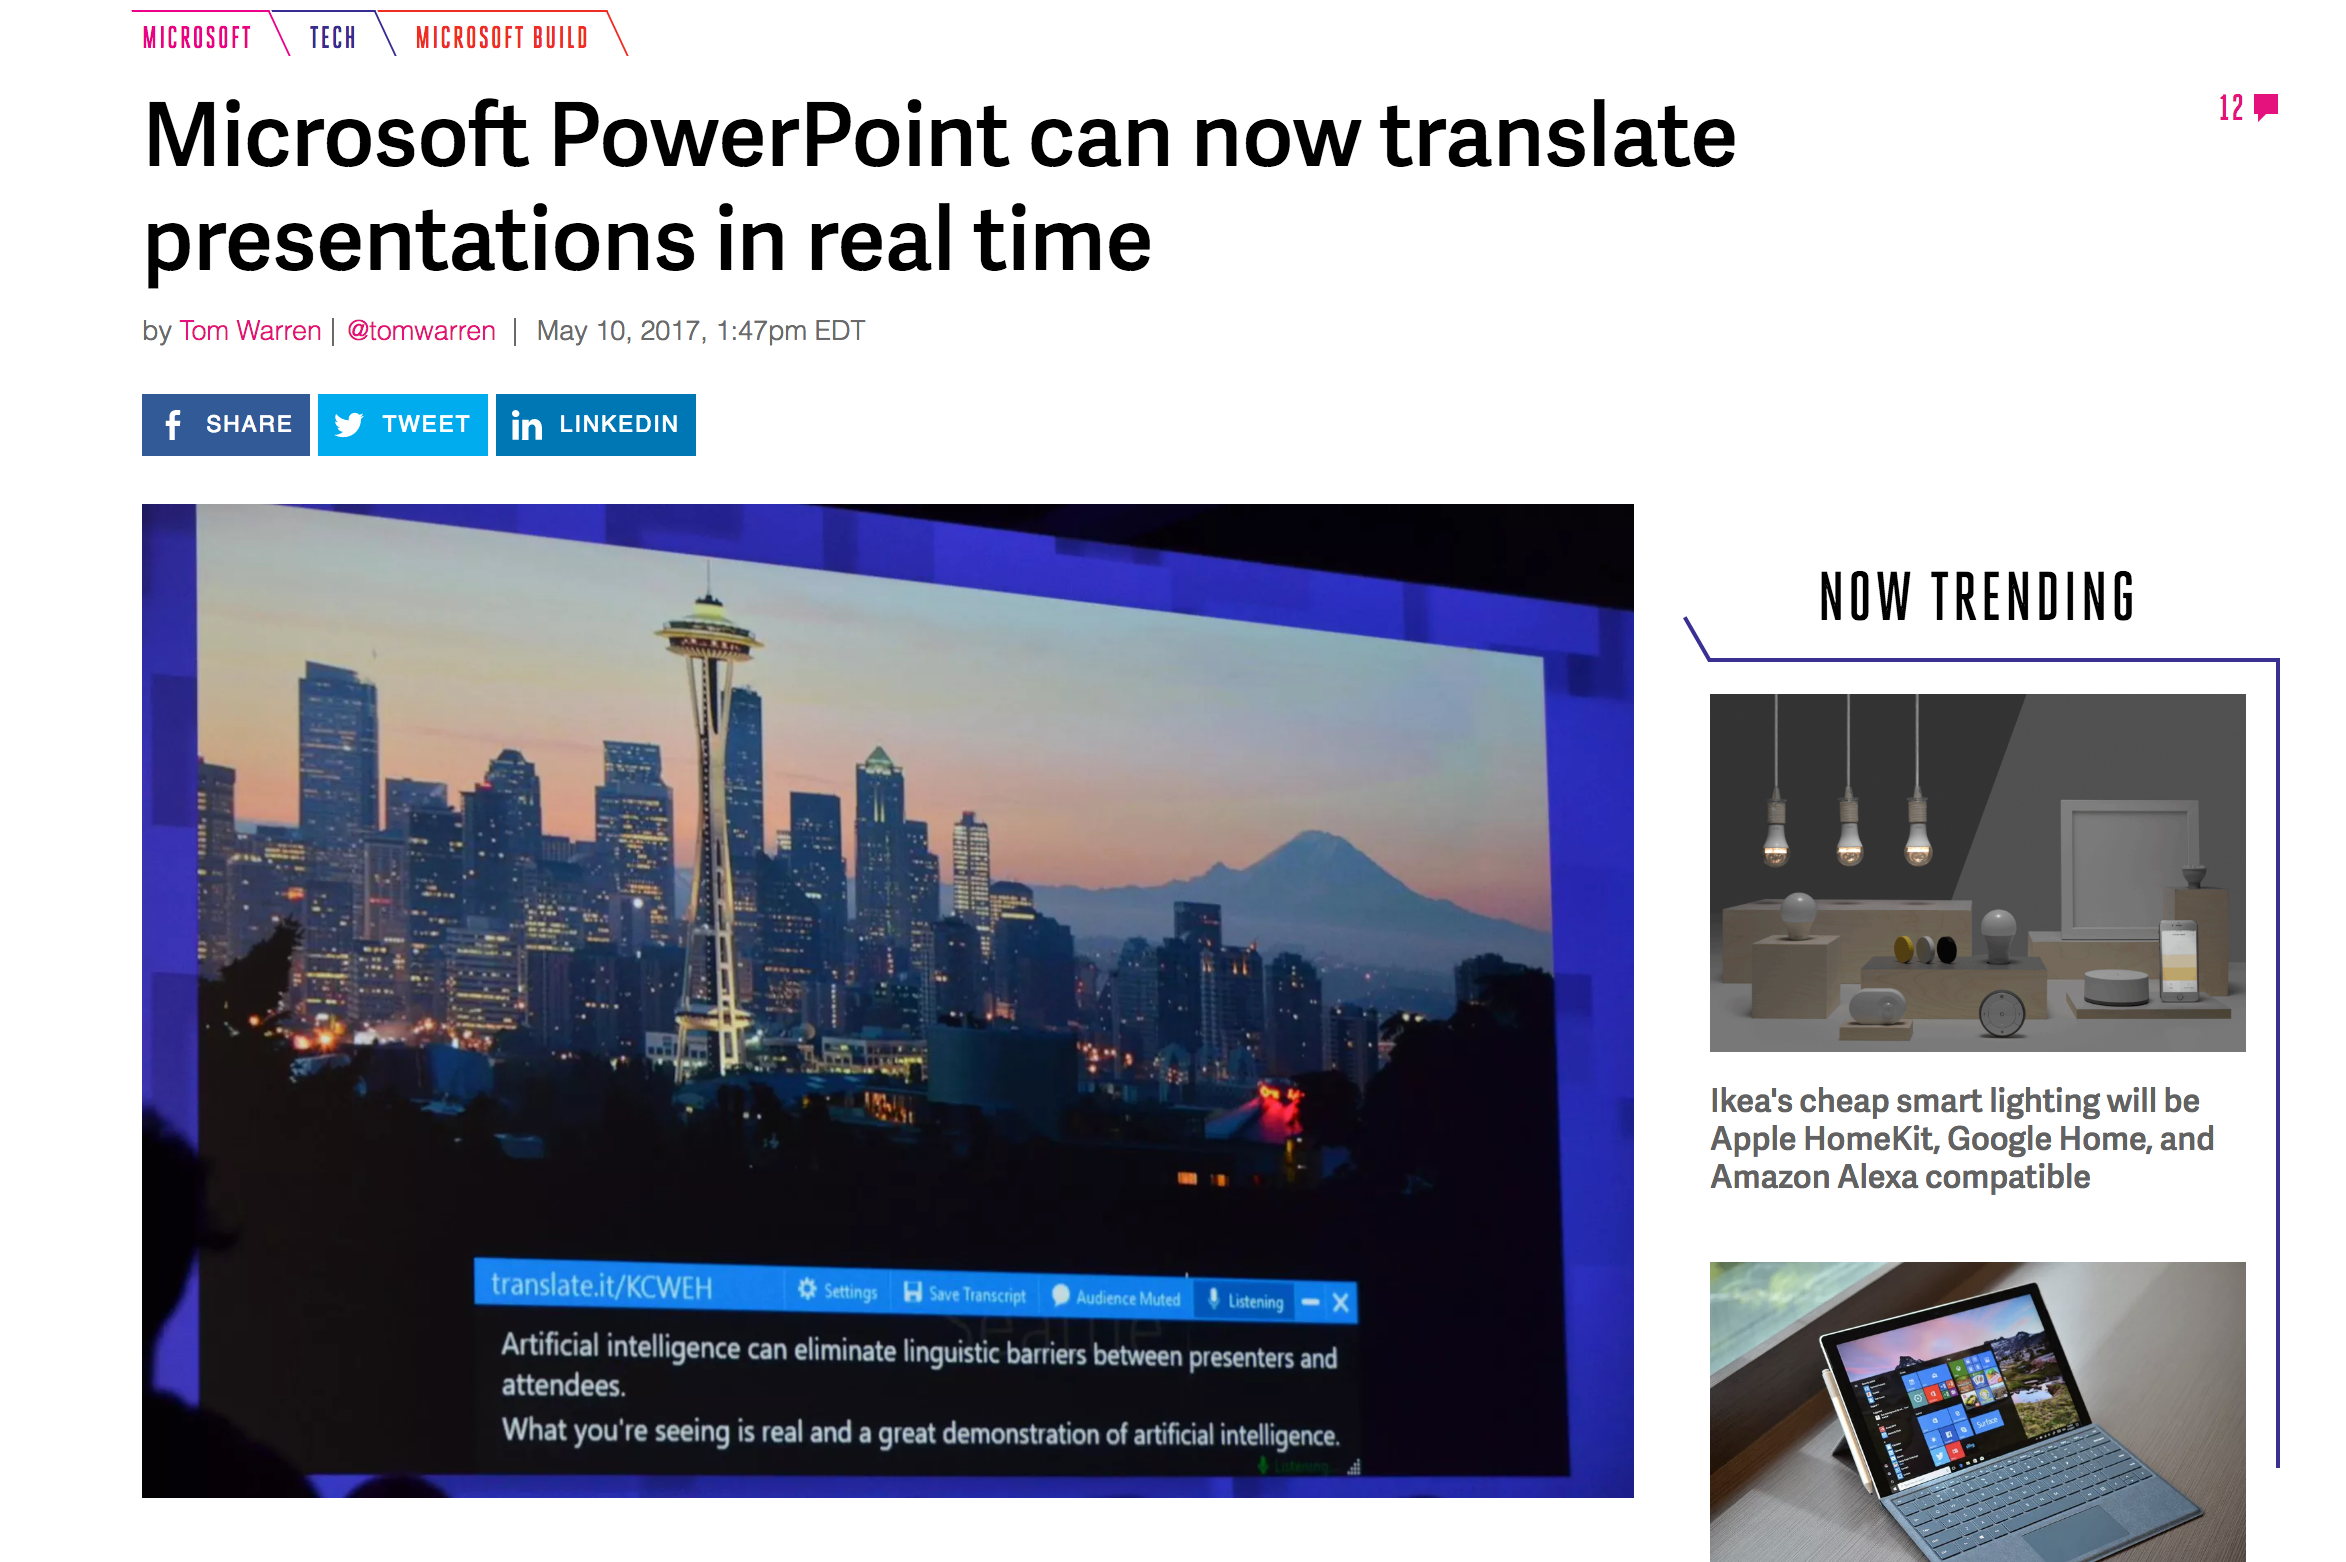 MICROSOFT
TECH
MICROSOFT BUILD
Microsoft PowerPoint can now translate
presentations in real time
12
by Tom Warren | @tomwarren | May 10, 2017, 1:47pm EDT
SHARE
TWEET
LINKEDIN
translate.it/KCWEH
Settings
Save Transcript
Audience Muted
Listening
Seattle
Artificial intelligence can eliminate linguistic barriers between presenters and
attendees.
What you're seeing is real and a great demonstration of artificial intelligence.
Listening...
NOW TRENDING
Ikea's cheap smart lighting will be
Apple HomeKit, Google Home, and
Amazon Alexa compatible
Surface